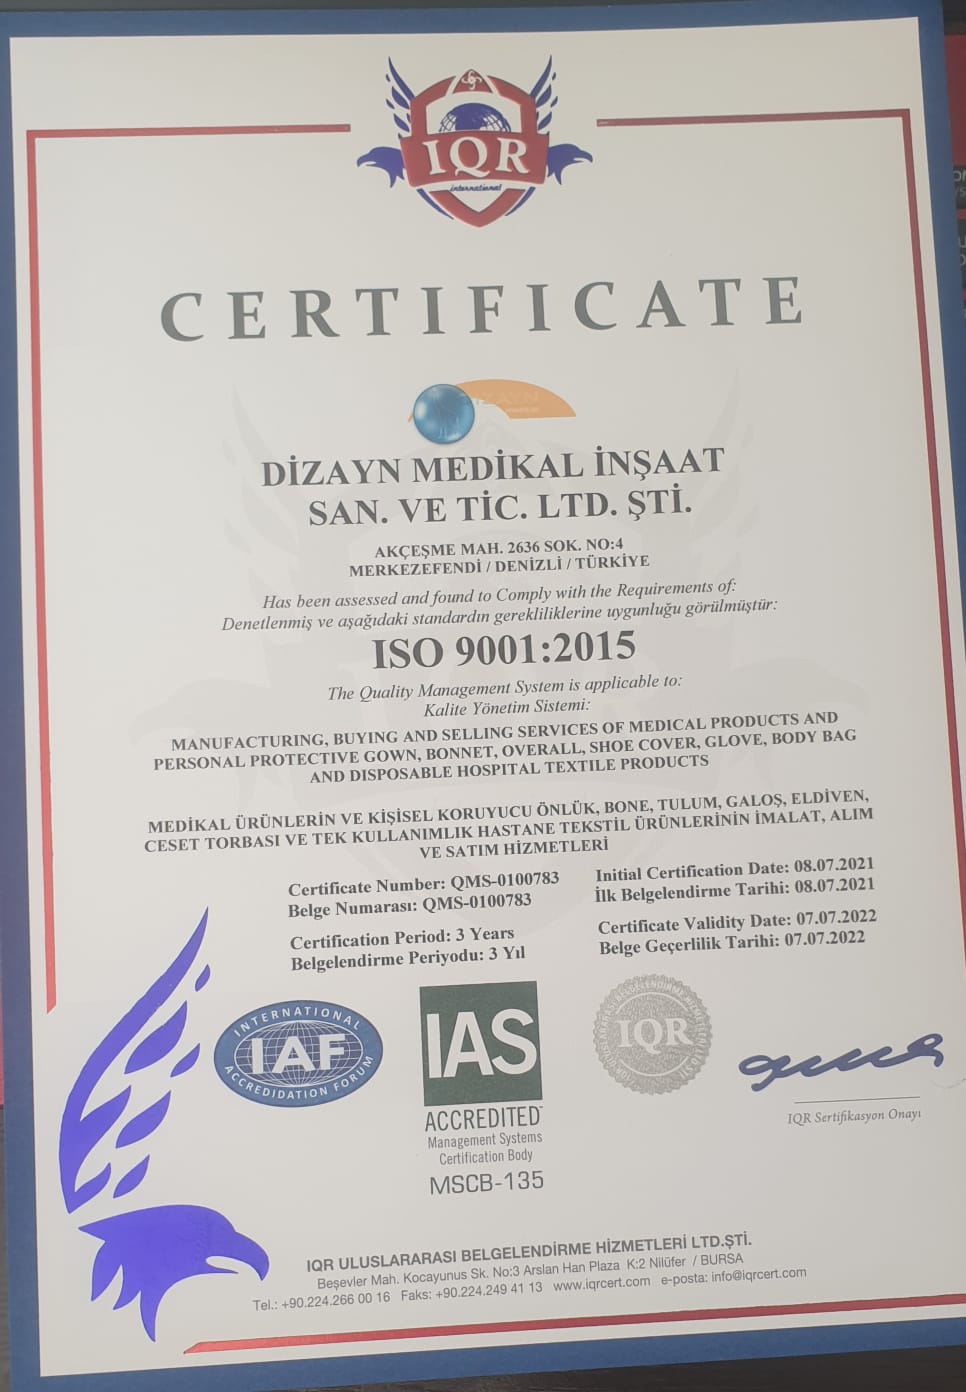 IQR
international
CERTIFICATE
DİZAYN
DİZAYN MEDİKAL İNŞAAT
SAN. VE TİC. LTD. ŞTİ.
AKÇEŞME MAH. 2636 SOK. NO:4
MERKEZEFENDİ / DENİZLİ / TÜRKİYE
Has been assessed and found to Comply with the Requirements of:
Denetlenmiş ve aşağıdaki standardın gerekliliklerine uygunluğu görülmüştür:
ISO 9001:2015
The Quality Management System is applicable to:
Kalite Yönetim Sistemi:
MANUFACTURING, BUYING AND SELLING SERVICES OF MEDICAL PRODUCTS AND
PERSONAL PROTECTIVE GOWN, BONNET, OVERALL, SHOE COVER, GLOVE, BODY BAG
AND DISPOSABLE HOSPITAL TEXTILE PRODUCTS
MEDİKAL ÜRÜNLERİN VE KİŞİSEL KORUYUCU ÖNLÜK, BONE, TULUM, GALOŞ, ELDİVEN,
CESET TORBASI VE TEK KULLANIMLIK HASTANE TEKSTİL ÜRÜNLERİNİN İMALAT, ALIM
VE SATIM HİZMETLERİ
Certificate Number: QMS-0100783
Belge Numarası: QMS-0100783
Initial Certification Date: 08.07.2021
İlk Belgelendirme Tarihi: 08.07.2021
Certification Period: 3 Years
Belgelendirme Periyodu: 3 Yıl
Certificate Validity Date: 07.07.2022
Belge Geçerlilik Tarihi: 07.07.2022
INTERNATIONAL
IAF
ACCREDIDATION FORUM
IAS
ACCREDITED™
Management Systems
Certification Body
MSCB-135
IQR
IQR Sertifikasyon Onayı
IQR ULUSLARARASI BELGELENDİRME HİZMETLERİ LTD.ŞTİ.
Beşevler Mah. Kocayunus Sk. No:3 Arslan Han Plaza K:2 Nilüfer / BURSA
Tel.: +90.224.266 00 16 Faks: +90.224.249 41 13 www.iqrcert.com e-posta: info@iqrcert.com